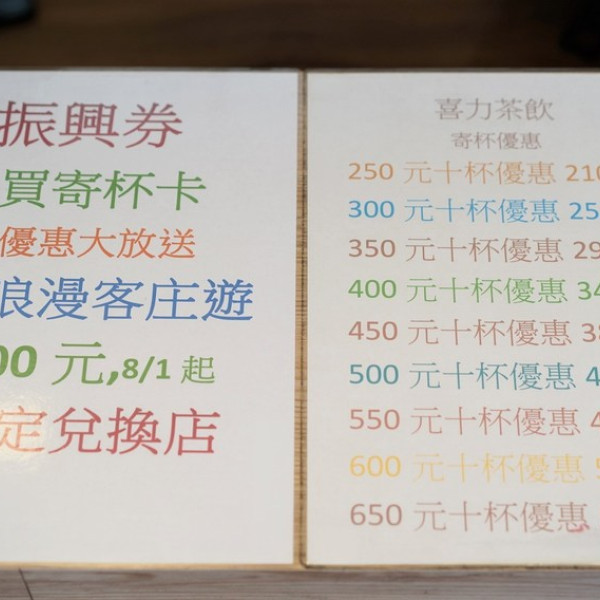 振興券
買寄杯卡
優惠大放送
浪漫客庄遊
00 元,8/1 起
定兌換店
喜力茶飲
寄杯優惠
250 元十杯優惠 210
300 元十杯優惠 25
350 元十杯優惠 29
400 元十杯優惠 34
450 元十杯優惠 38
500 元十杯優惠 4
550 元十杯優惠 4
600 元十杯優惠
650 元十杯優惠